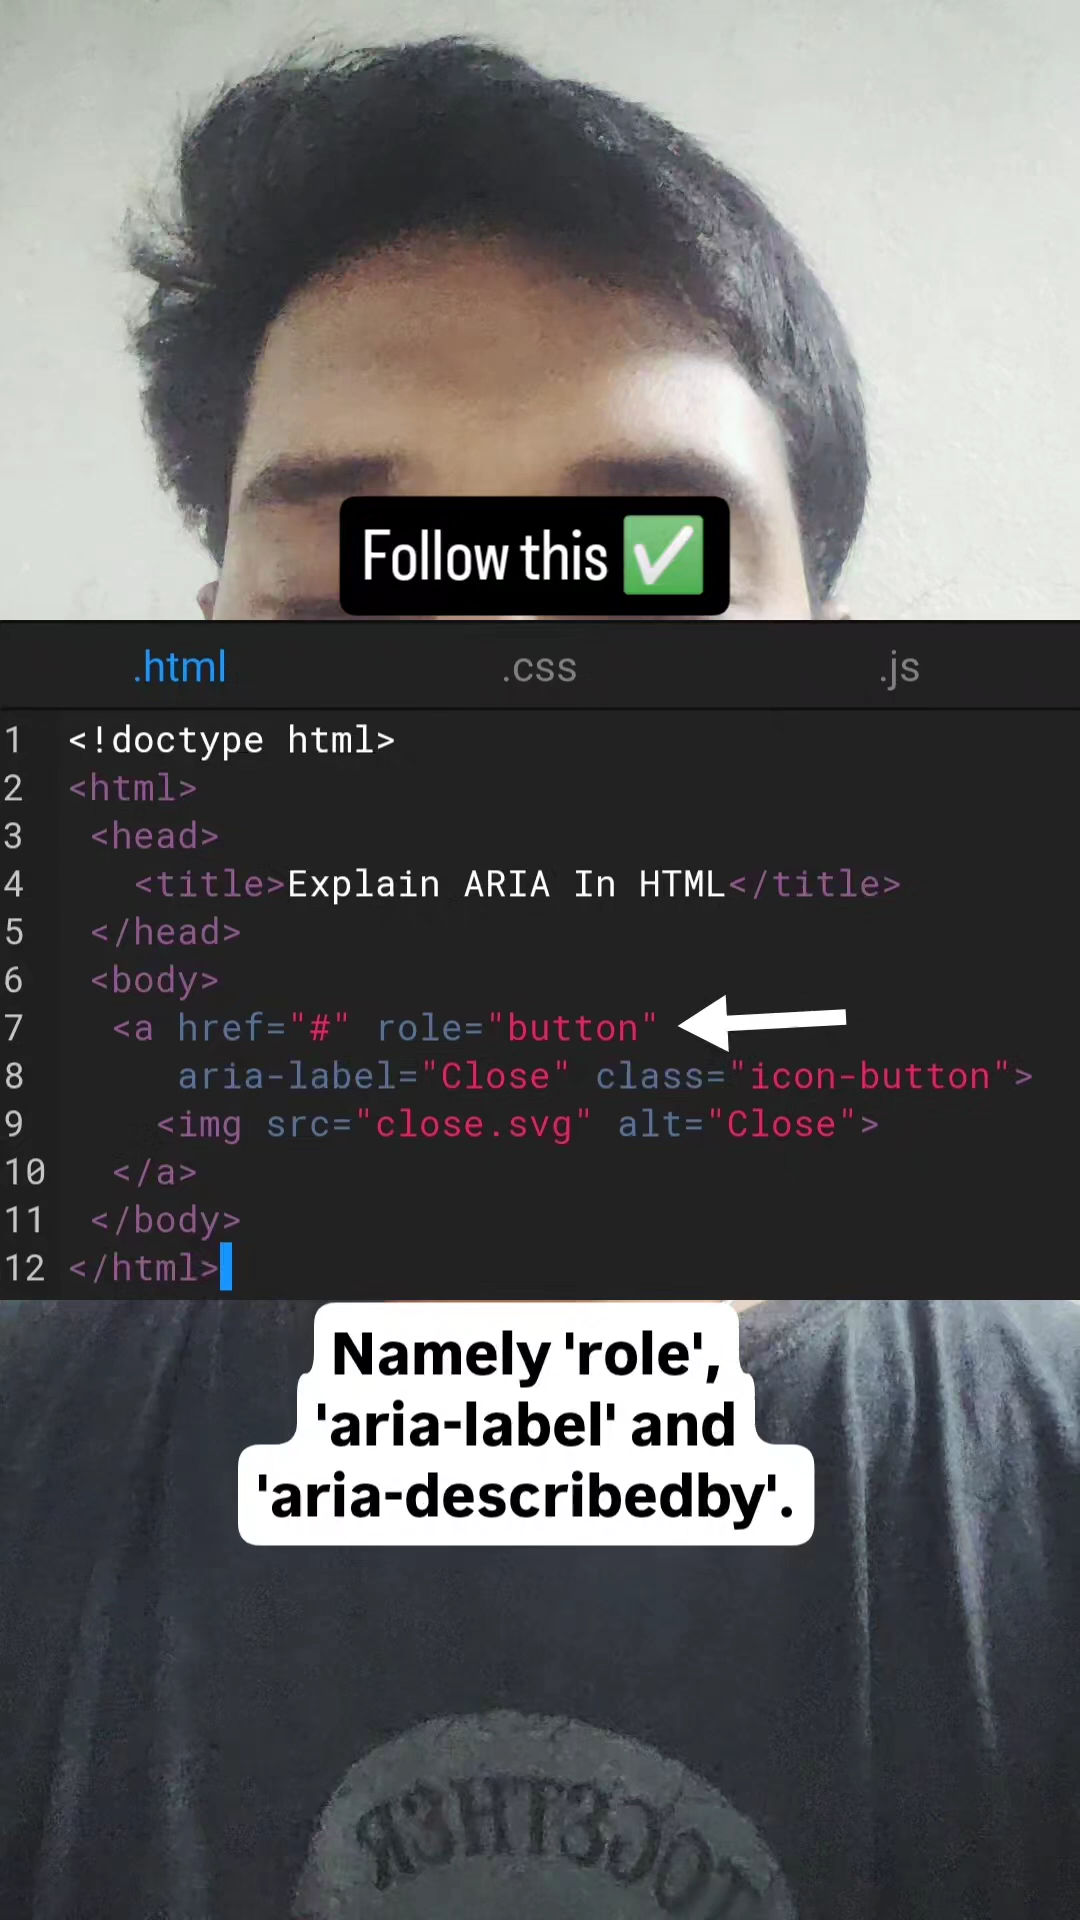 Follow this ✅
.html .css .js
1 <!doctype html>
2 <html>
3 <head>
4 <title>Explain ARIA In HTML</title>
5 </head>
6 <body>
7 <a href="#" role="button"
8 aria-label="Close" class="icon-button">
9 <img src="close.svg" alt="Close">
10 </a>
11 </body>
12 </html>
Namely 'role',
'aria-label' and
'aria-describedby'.
TOGETHER